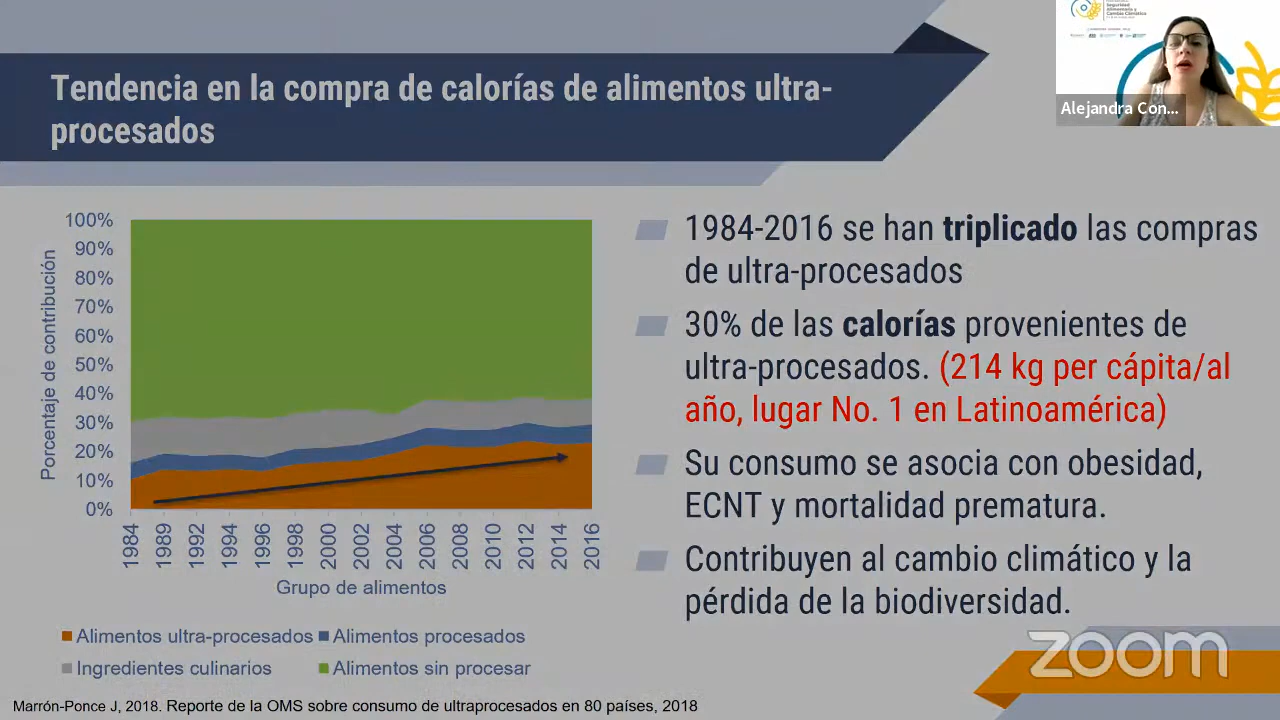 Seguridad
Alimentaria y
Cambio Climático
Alejandra Con...
Tendencia en la compra de calorías de alimentos ultra-
procesados
100%
90%
80%
70%
60%
50%
40%
30%
20%
10%
0%
Porcentaje de contribución
1984
1989
1992
1994
1996
1998
2000
2002
2004
2006
2008
2010
2012
2014
2016
Grupo de alimentos
Alimentos ultra-procesados
Alimentos procesados
Ingredientes culinarios
Alimentos sin procesar
1984-2016 se han triplicado las compras
de ultra-procesados
30% de las calorías provenientes de
ultra-procesados. (214 kg per cápita/al
año, lugar No. 1 en Latinoamérica)
Su consumo se asocia con obesidad,
ECNT y mortalidad prematura.
Contribuyen al cambio climático y la
pérdida de la biodiversidad.
zoom
Marrón-Ponce J, 2018. Reporte de la OMS sobre consumo de ultraprocesados en 80 países, 2018